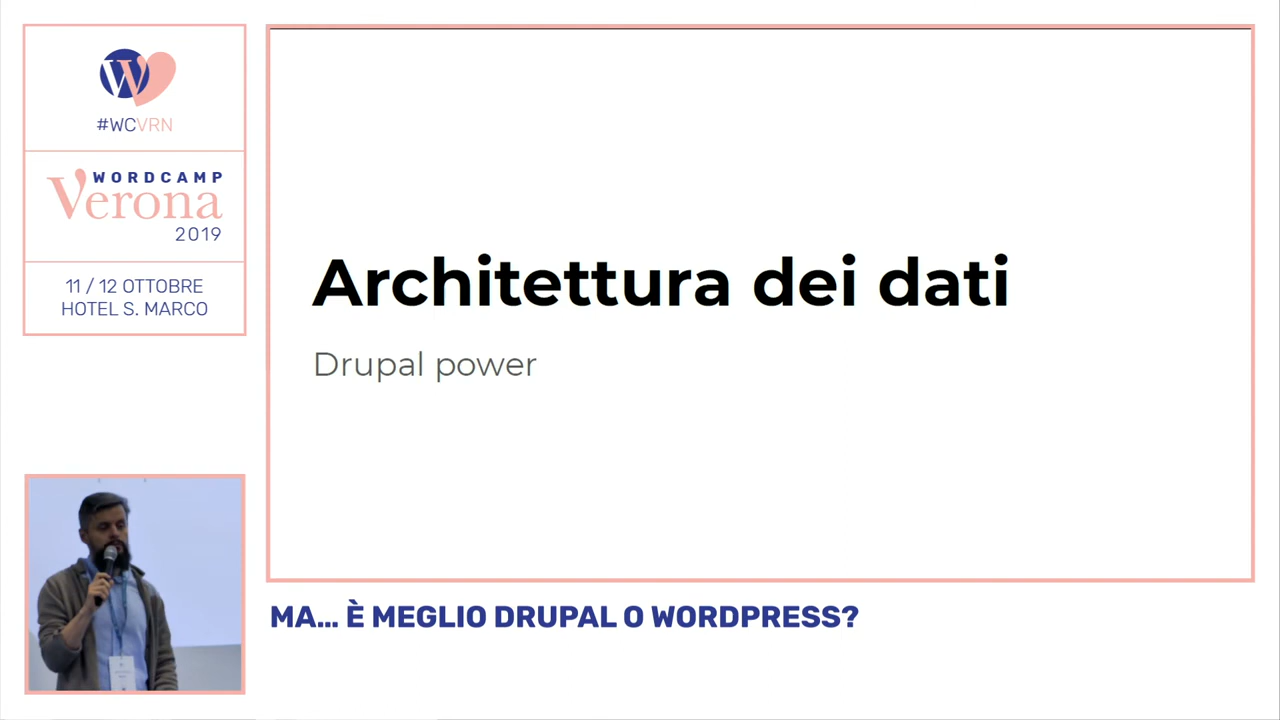 #WCVRN
WORDCAMP
Verona
2019
11 / 12 OTTOBRE
HOTEL S. MARCO
Architettura dei dati
Drupal power
MA... È MEGLIO DRUPAL O WORDPRESS?